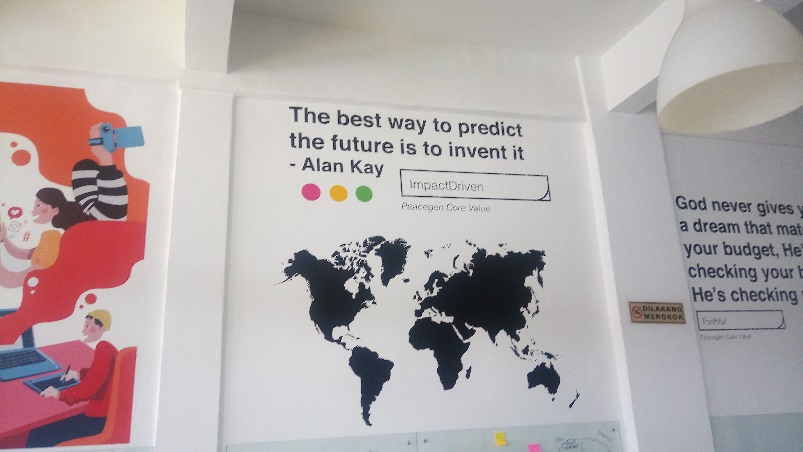 The best way to predict
the future is to invent it
- Alan Kay
ImpactDriven
Peacegen Core Value
God never gives y
a dream that mat
your budget, He'
checking your b
He's checking
Faithful
Peacegen Core Value
DILARANG
MEROKOK
#